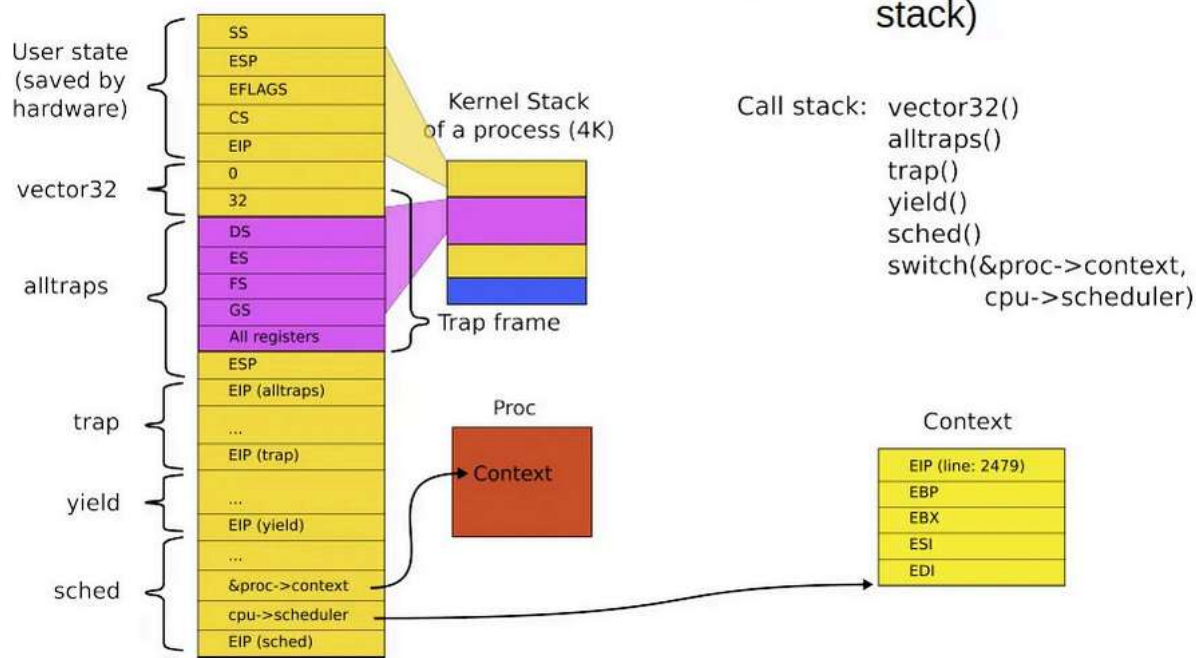 stack)
User state
(saved by
hardware)
vector32
alltraps
trap
yield
sched
SS
ESP
EFLAGS
CS
EIP
0
32
DS
ES
FS
GS
All registers
ESP
EIP (alltraps)
...
EIP (trap)
...
EIP (yield)
...
&proc->context
cpu->scheduler
EIP (sched)
Kernel Stack
of a process (4K)
Trap frame
Proc
Context
Call stack: vector32()
alltraps()
trap()
yield()
sched()
switch(&proc->context,
cpu->scheduler)
Context
EIP (line: 2479)
EBP
EBX
ESI
EDI